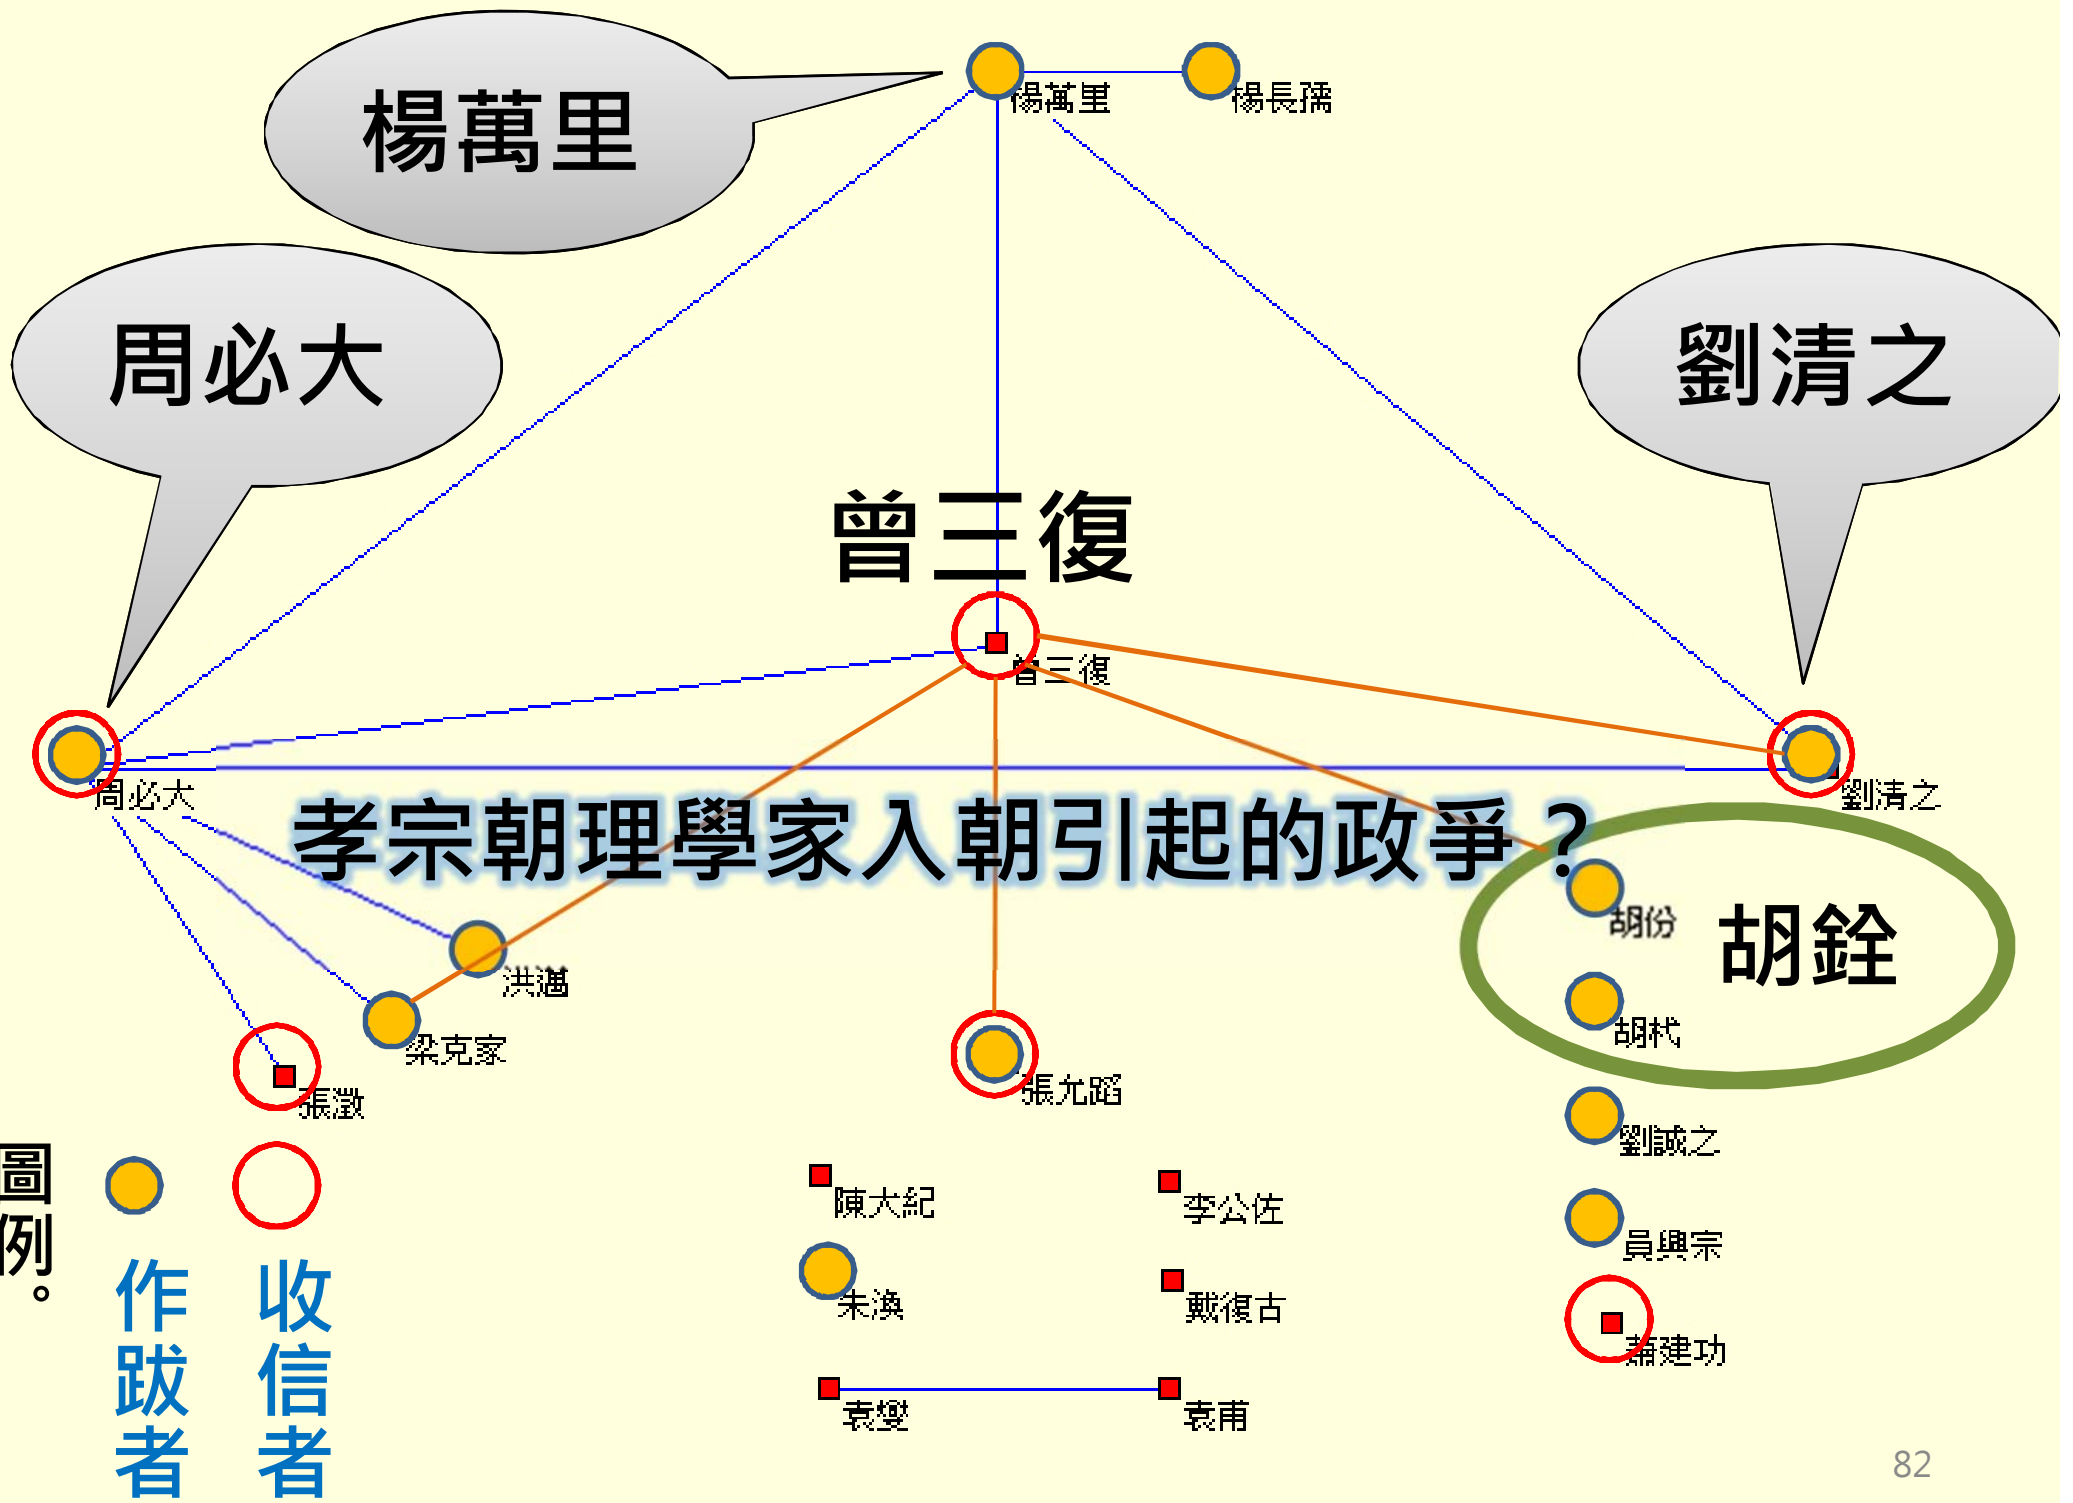 楊萬里
楊萬里
楊長孺
周必大
劉清之
曾三復
曾三復
周必大
劉清之
孝宗朝理學家入朝引起的政爭？
胡份
胡銓
洪邁
胡杙
梁克家
張允蹈
張澂
劉誠之
圖例。
陳大紀
李公佐
員興宗
朱渙
戴復古
蕭建功
作跋者
收信者
袁燮
袁甫
82